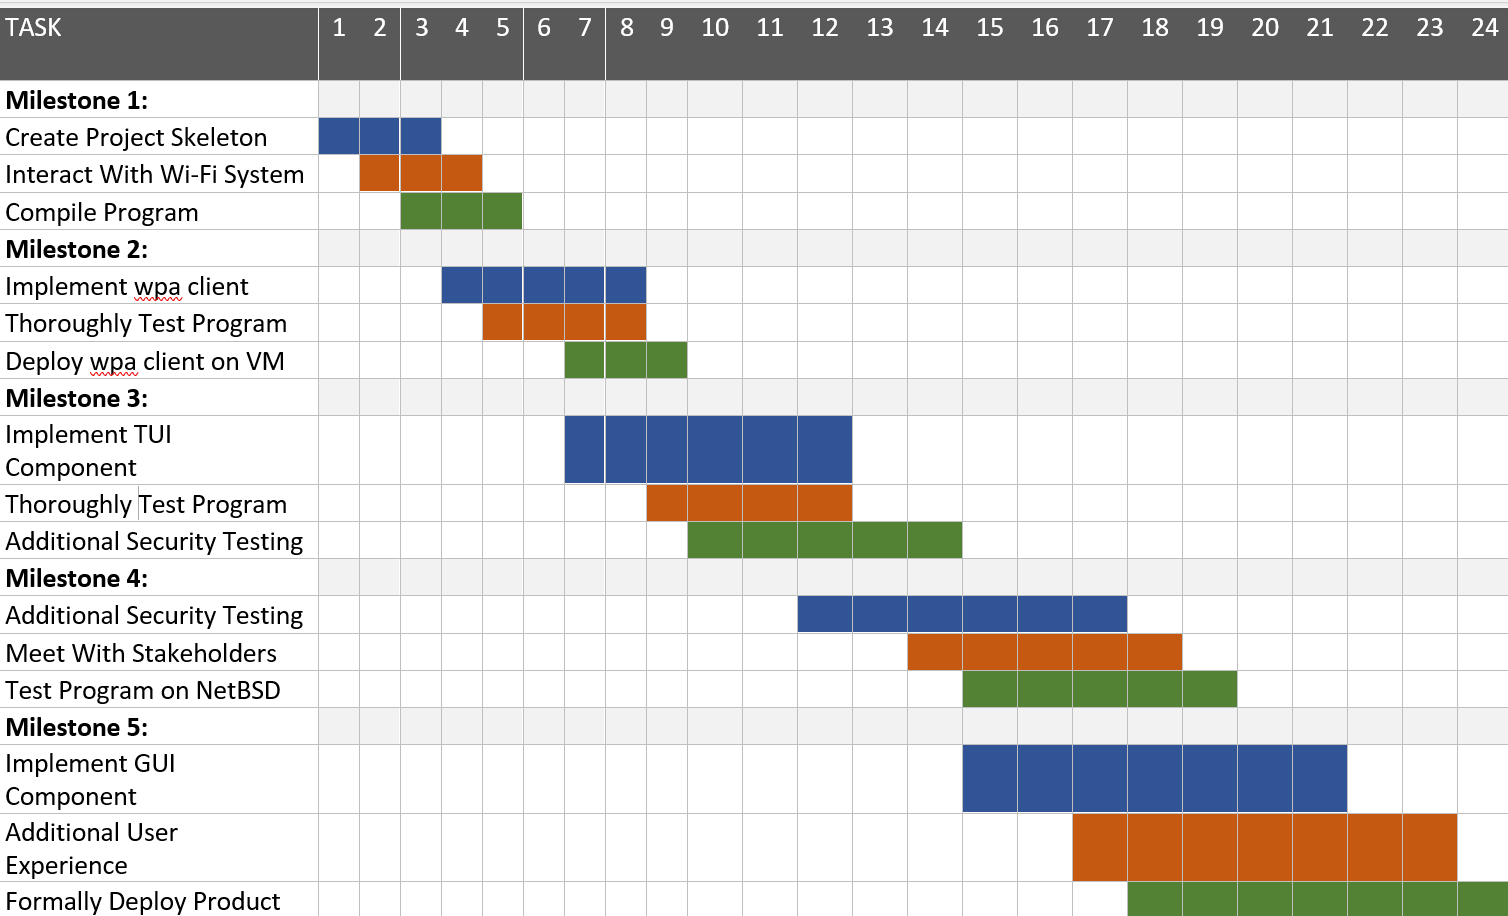 TASK 1 2 3 4 5 6 7 8 9 10 11 12 13 14 15 16 17 18 19 20 21 22 23 24
Milestone 1:
Create Project Skeleton
Interact With Wi-Fi System
Compile Program
Milestone 2:
Implement wpa client
Thoroughly Test Program
Deploy wpa client on VM
Milestone 3:
Implement TUI
Component
Thoroughly Test Program
Additional Security Testing
Milestone 4:
Additional Security Testing
Meet With Stakeholders
Test Program on NetBSD
Milestone 5:
Implement GUI
Component
Additional User
Experience
Formally Deploy Product